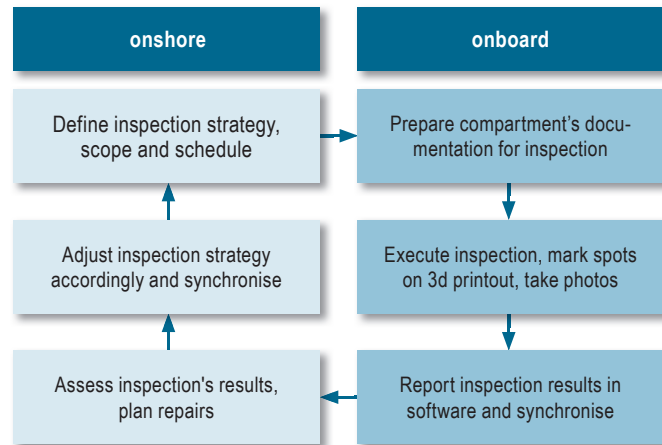 onshore
onboard
Define inspection strategy,
scope and schedule
Prepare compartment's docu-
mentation for inspection
Adjust inspection strategy
accordingly and synchronise
Execute inspection, mark spots
on 3d printout, take photos
Assess inspection's results,
plan repairs
Report inspection results in
software and synchronise